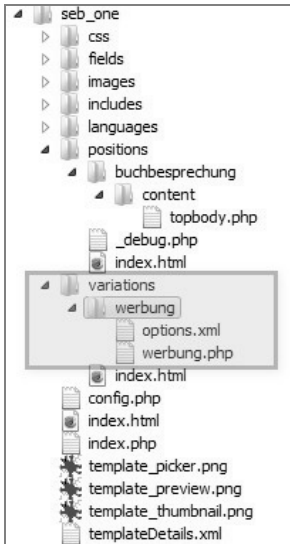 seb_one
css
fields
images
includes
languages
positions
buchbesprechung
content
topbody.php
_debug.php
index.html
variations
werbung
options.xml
werbung.php
index.html
config.php
index.html
index.php
template_picker.png
template_preview.png
template_thumbnail.png
templateDetails.xml